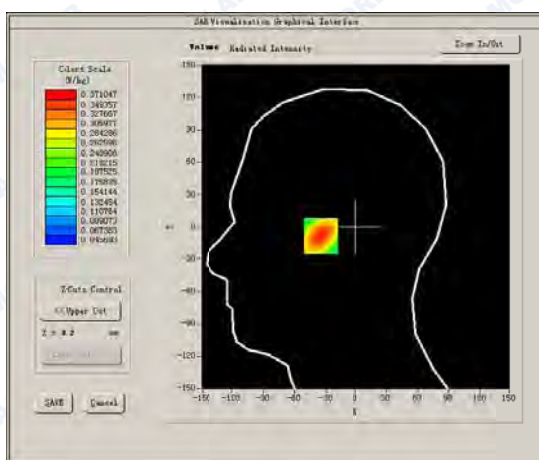 SAR Visualisation Graphical Interface
Volume Radiated Intensity
Zoom In/Out
Colors Scale
(W/kg)
0.371047
0.349357
0.327667
0.305977
0.284286
0.262596
0.240906
0.219215
0.197525
0.175835
0.154144
0.132454
0.110764
0.089073
0.067383
0.045693
150
120
90
60
30
0
-30
-60
-90
-120
-150
-150 -120 -90 -60 -30 0 30 60 90 120 150
X
Z-Cuts Control
<<Upper Cut
SAVE
Cancel